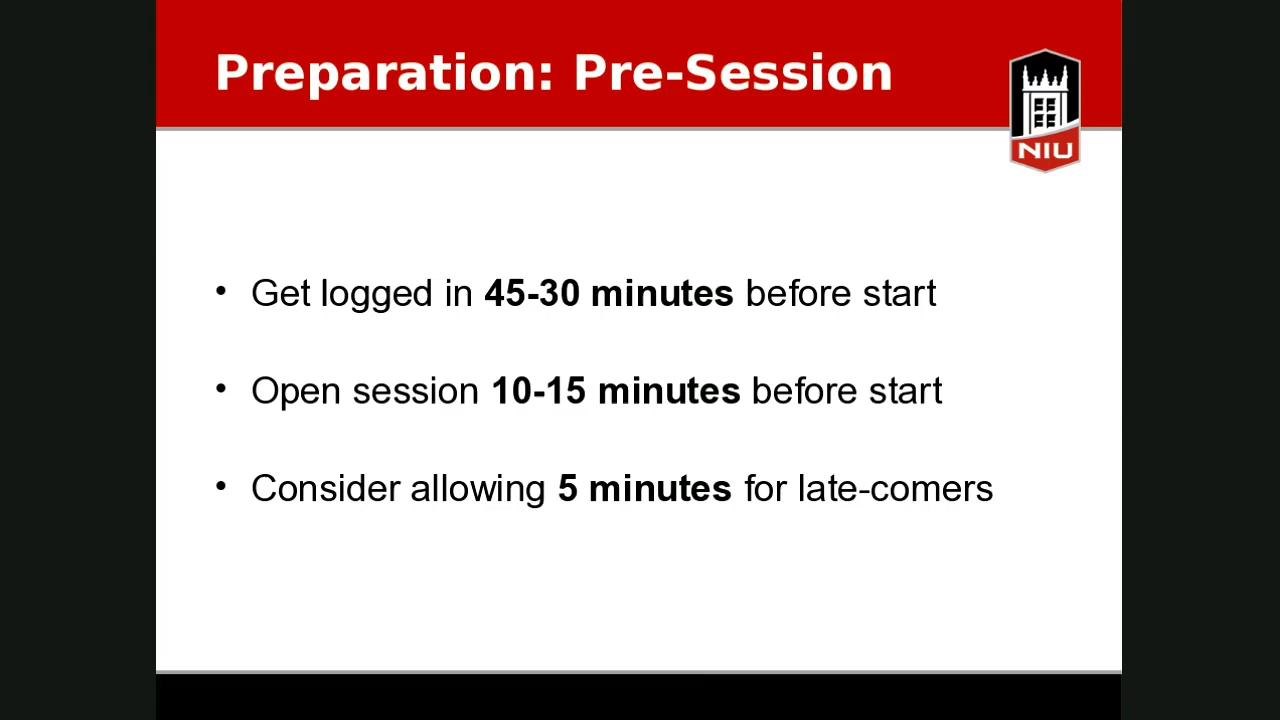 Preparation: Pre-Session
NIU
• Get logged in 45-30 minutes before start
• Open session 10-15 minutes before start
• Consider allowing 5 minutes for late-comers